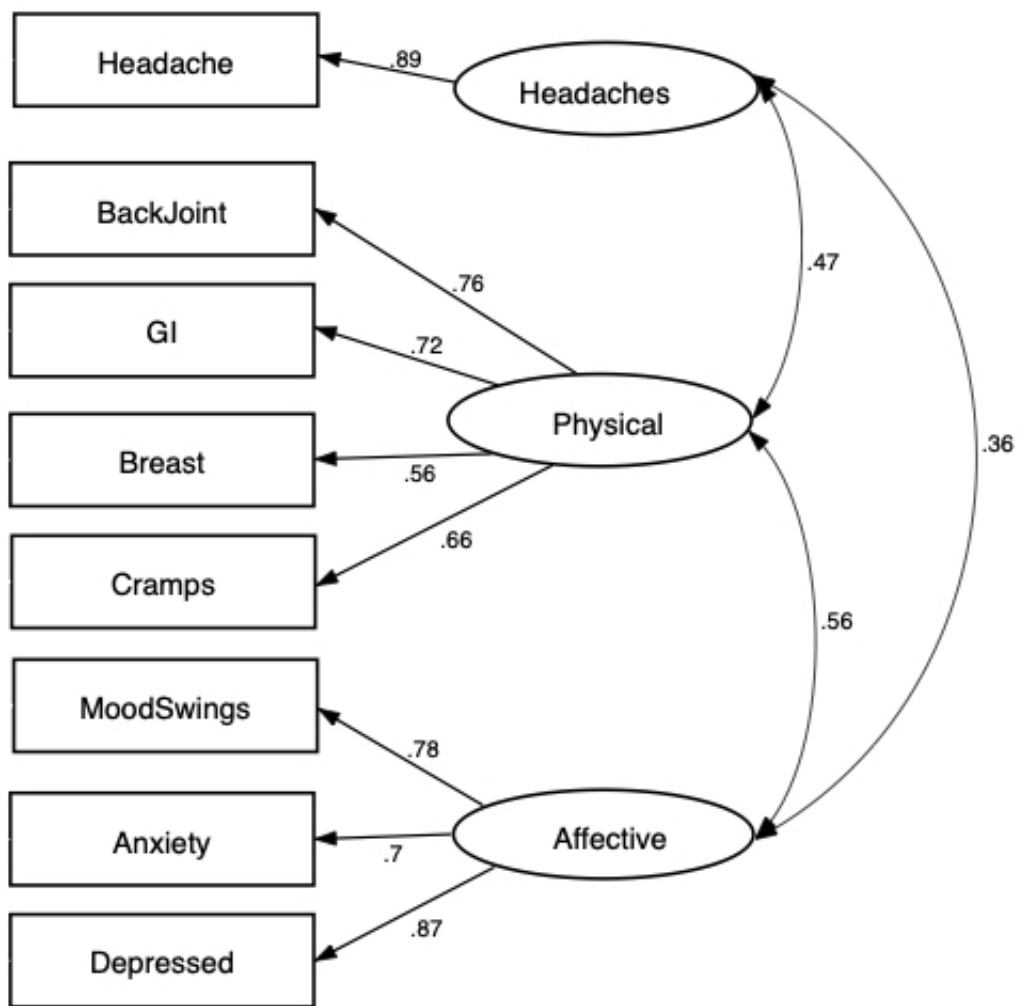 Headache
.89
Headaches
BackJoint
.76
.47
GI
.72
Physical
Breast
.56
.36
.66
Cramps
.56
MoodSwings
.78
Affective
Anxiety
.7
.87
Depressed